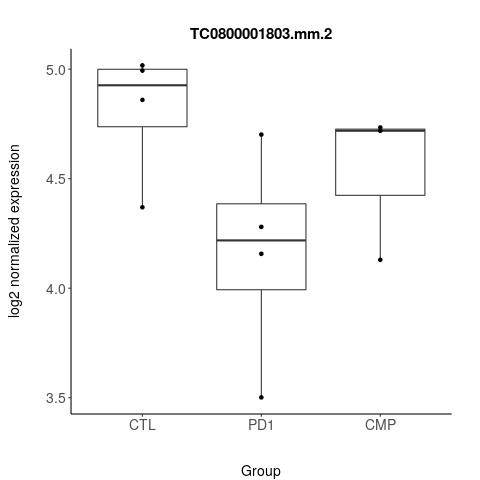 TC0800001803.mm.2
log2 normalized expression
5.0
4.5
4.0
3.5
CTL PD1 CMP
Group